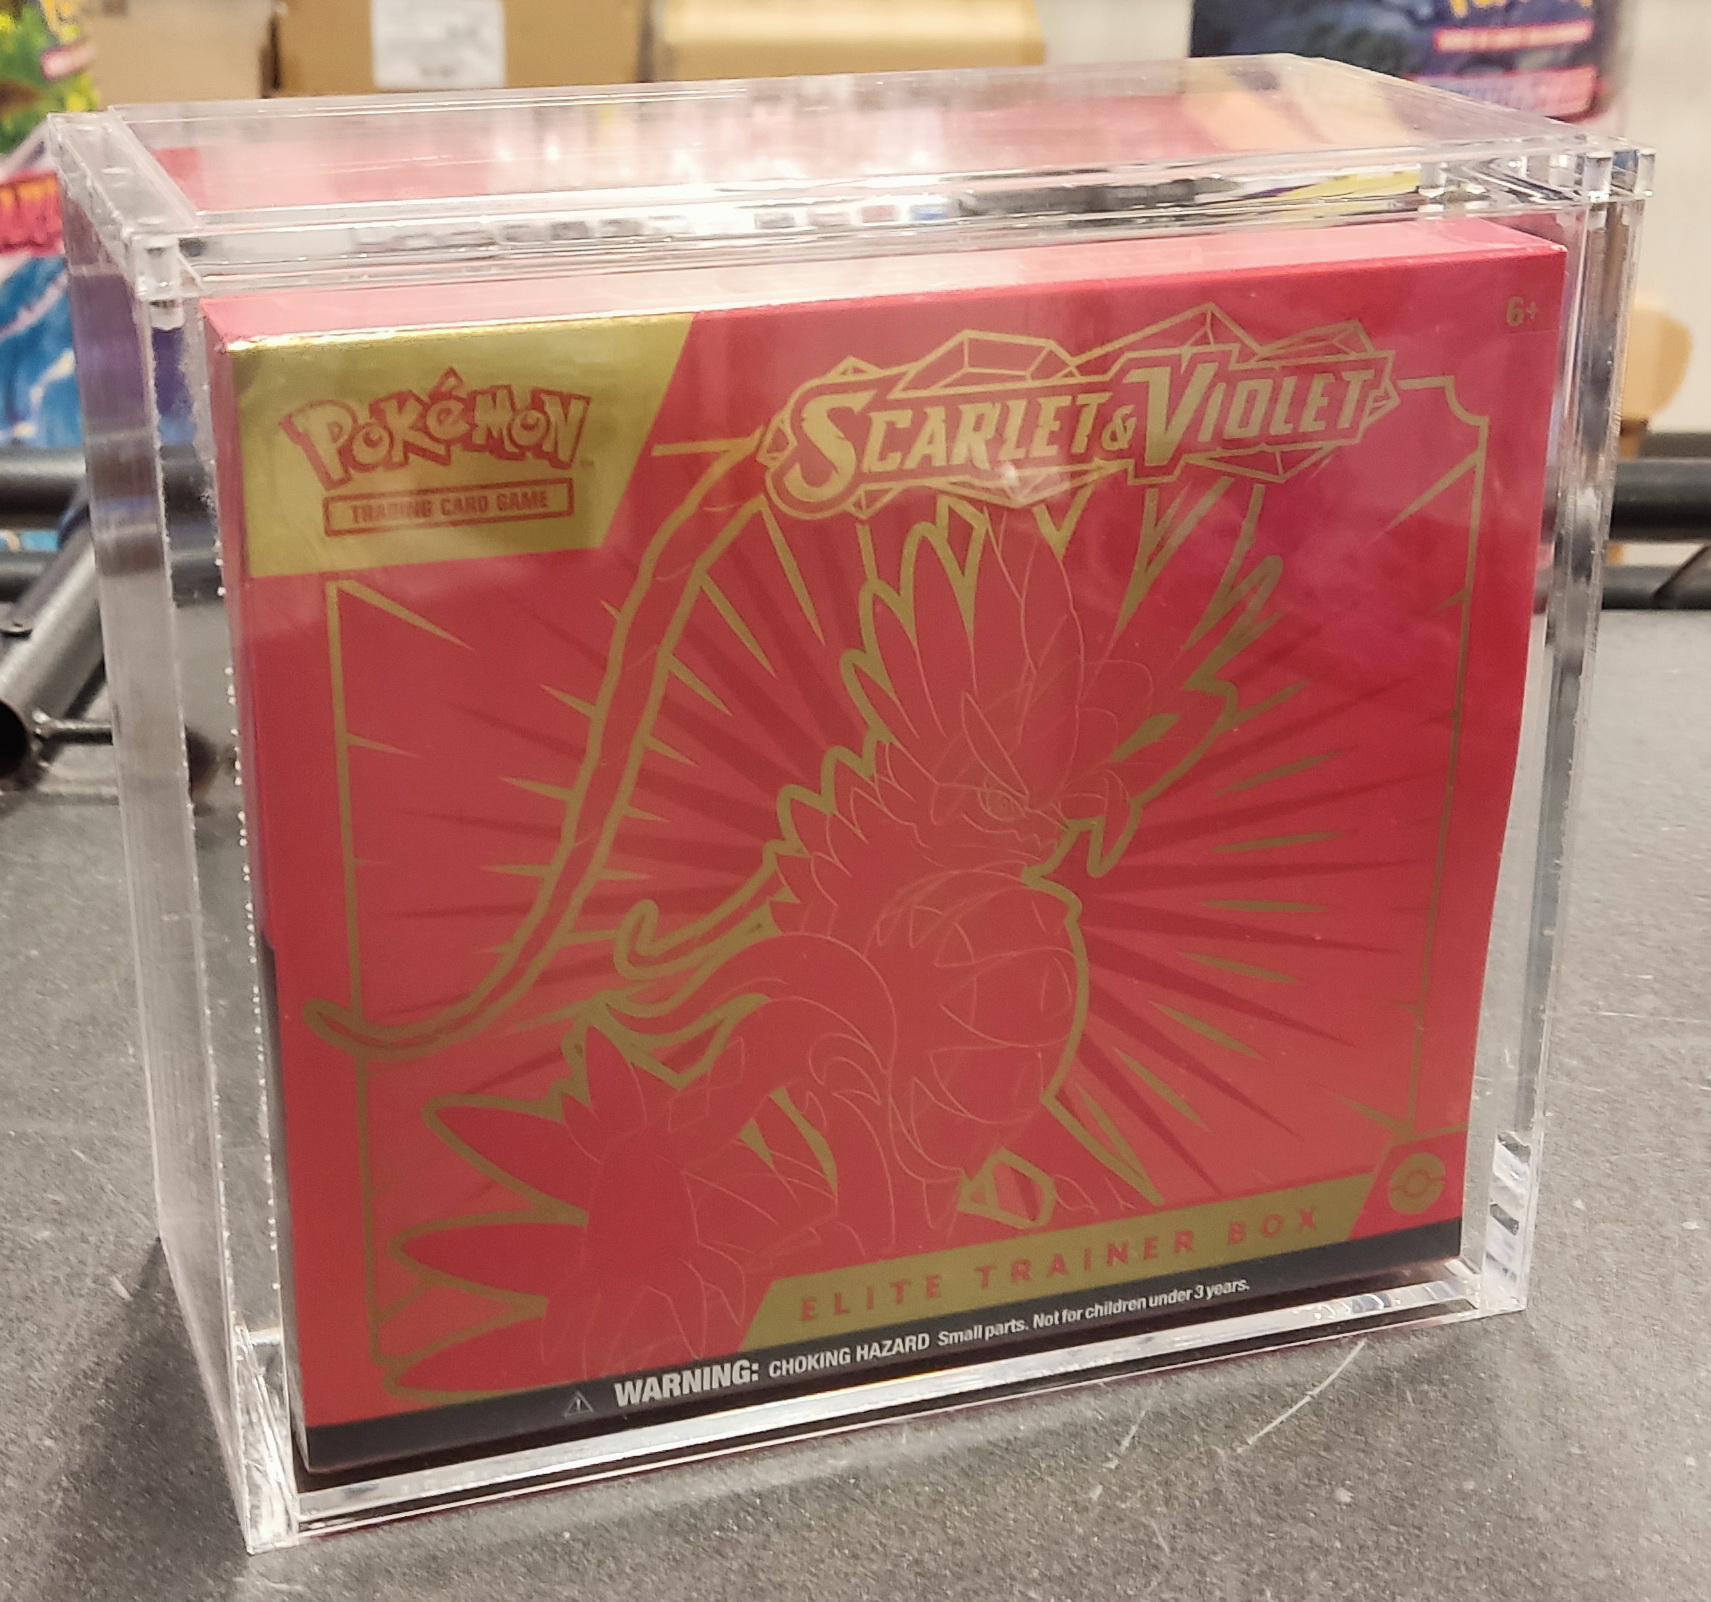 POKéMON
TRADING CARD GAME
SCARLET & VIOLET
6+
ELITE TRAINER BOX
WARNING: CHOKING HAZARD Small parts. Not for children under 3 years.